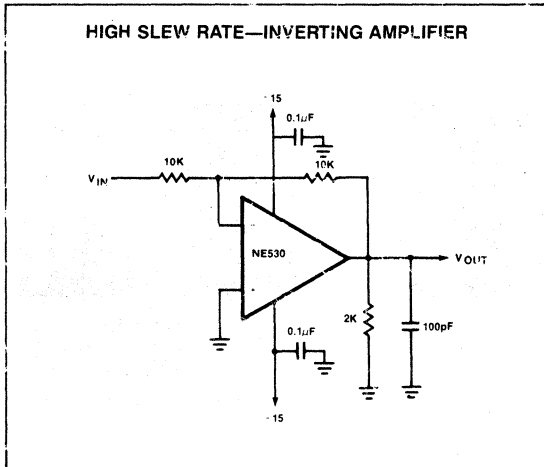 HIGH SLEW RATE—INVERTING AMPLIFIER
-15
0.1µF
10K
10K
VIN
NE530
VOUT
2K
100pF
0.1µF
-15